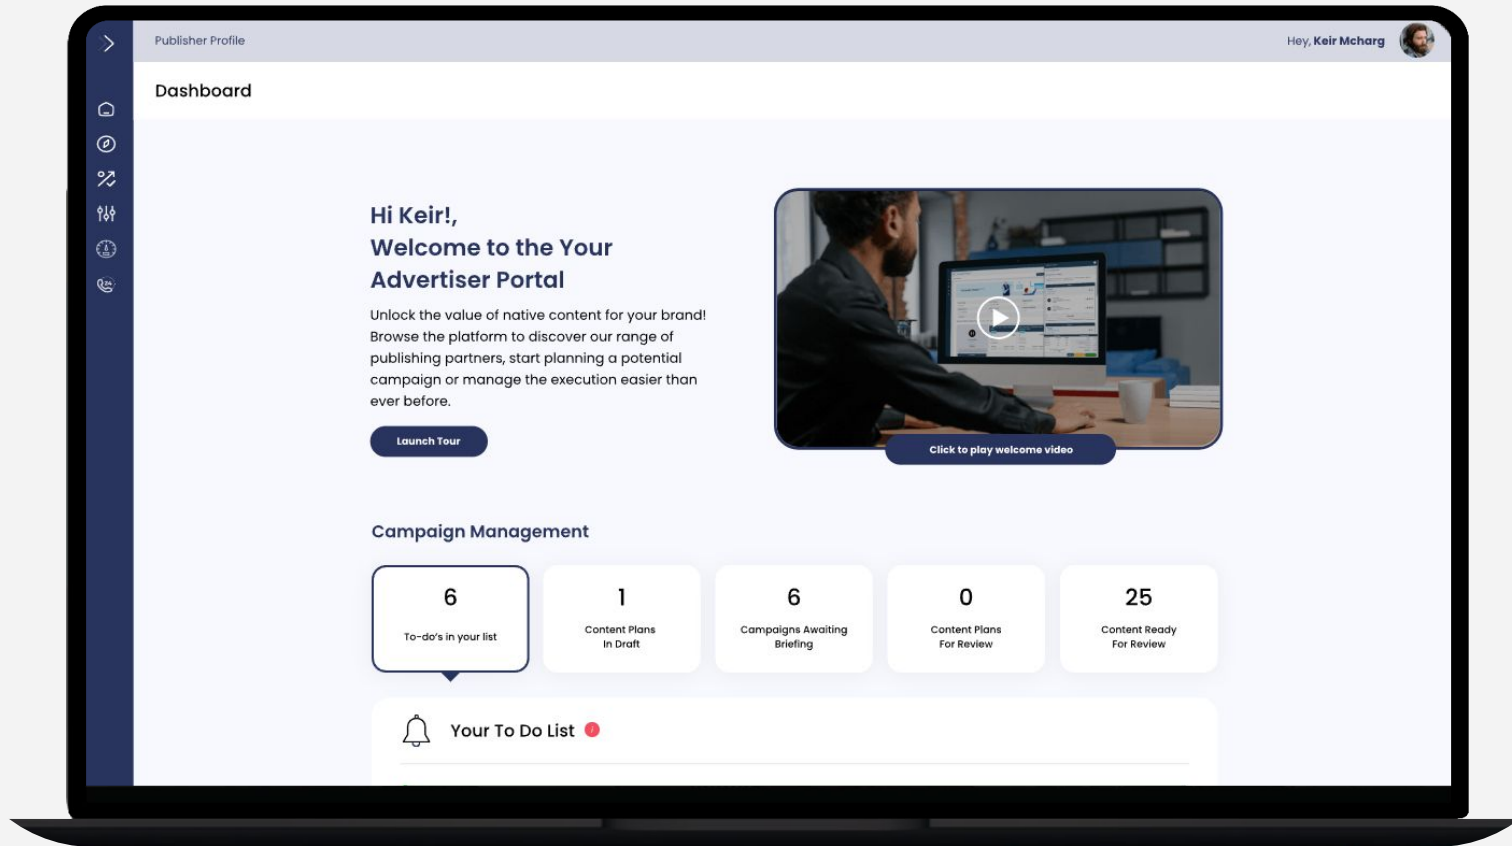 Publisher Profile
Hey, Keir Mcharg
Dashboard
Hi Keir!,
Welcome to the Your
Advertiser Portal
Unlock the value of native content for your brand!
Browse the platform to discover our range of
publishing partners, start planning a potential
campaign or manage the execution easier than
ever before.
Launch Tour
Click to play welcome video
Campaign Management
6
To-do's in your list
1
Content Plans
In Draft
6
Campaigns Awaiting
Briefing
0
Content Plans
For Review
25
Content Ready
For Review
Your To Do List